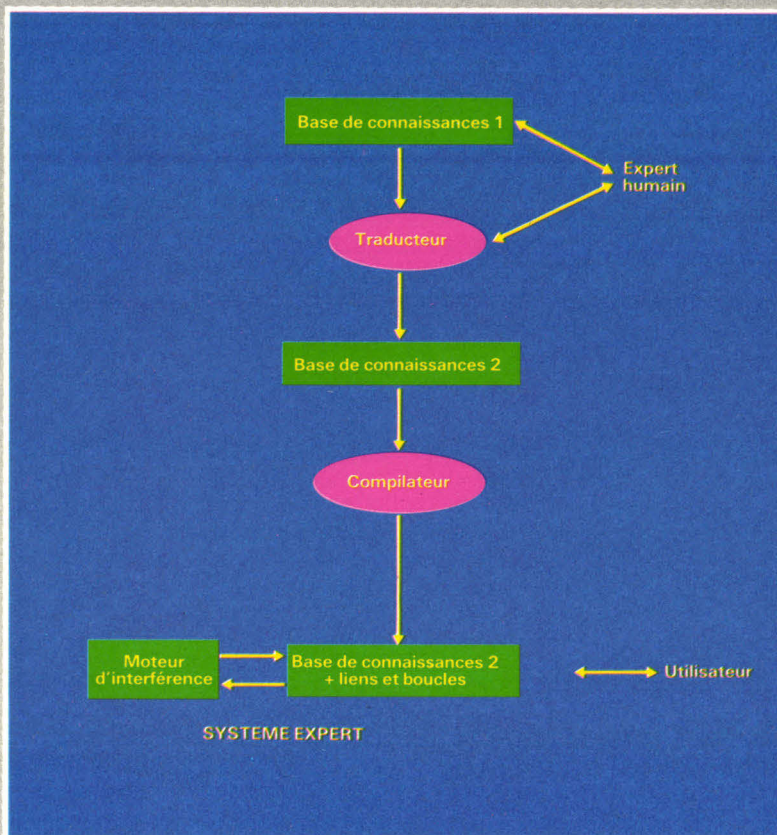 Base de connaissances 1
Expert
humain
Traducteur
Base de connaissances 2
Compilateur
Moteur
d'interférence
Base de connaissances 2
+ liens et boucles
Utilisateur
SYSTEME EXPERT